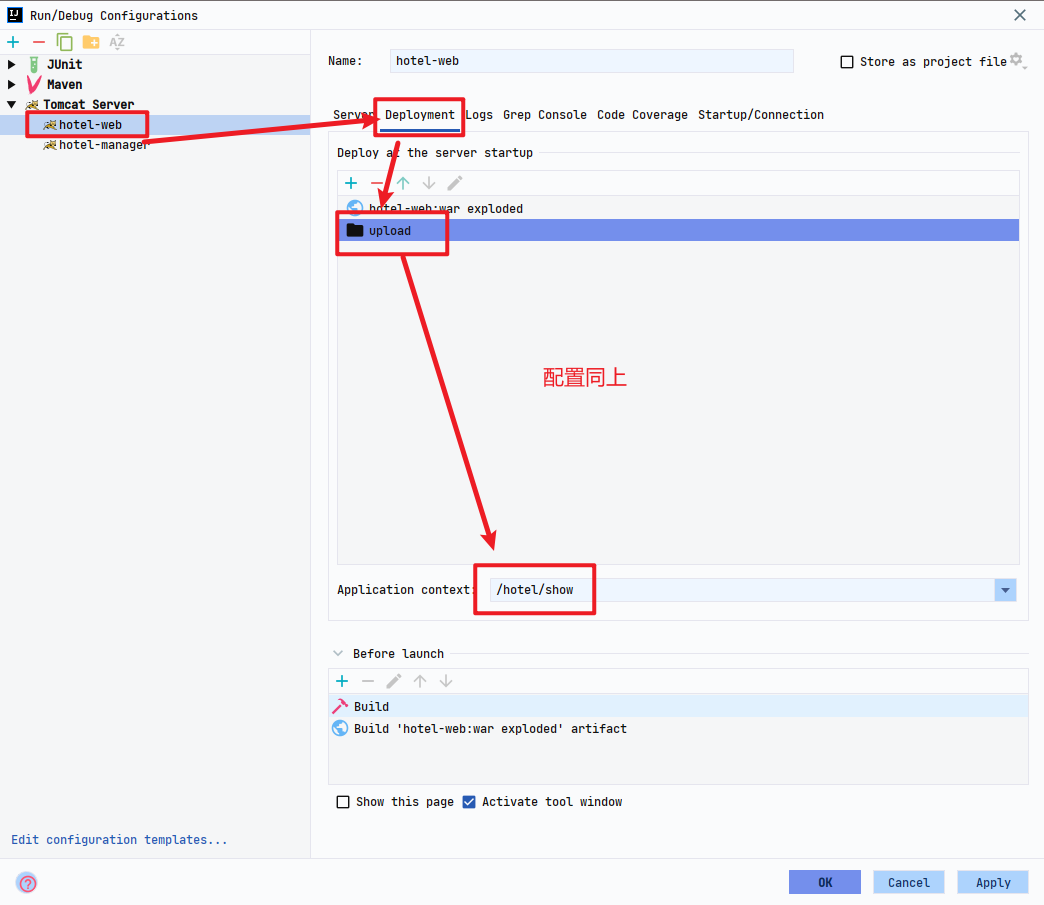 Run/Debug Configurations
JUnit
Maven
Tomcat Server
hotel-web
hotel-manager
Edit configuration templates...
Name: hotel-web
Store as project file
Server Deployment Logs Grep Console Code Coverage Startup/Connection
Deploy at the server startup
hotel-web:war exploded
upload
配置同上
Application context: /hotel/show
Before launch
Build
Build 'hotel-web:war exploded' artifact
Show this page Activate tool window
OK Cancel Apply